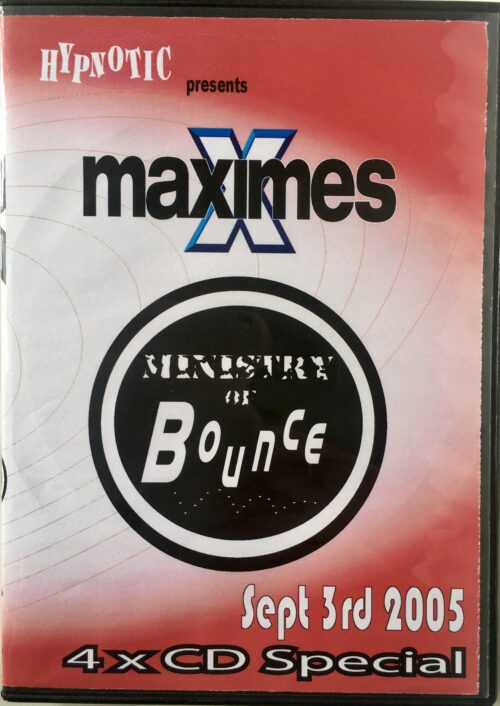 HYPNOTIC
presents
maximes
X
MINISTRY
OF
BOUNCE
Sept 3rd 2005
4 x CD Special